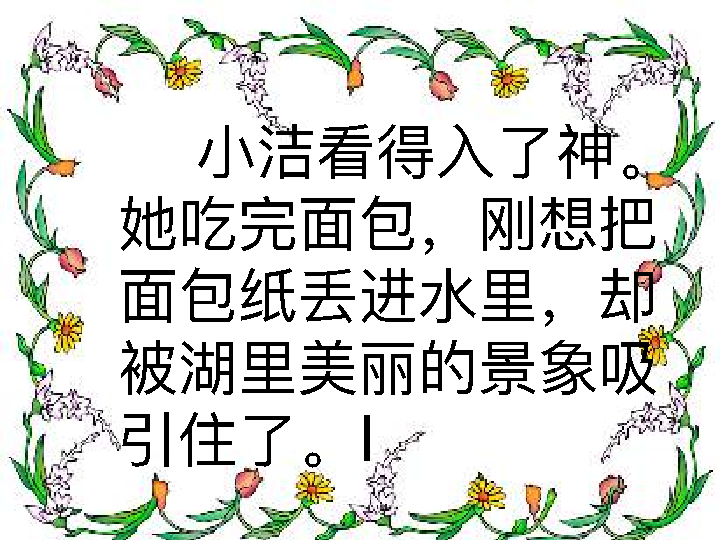 小洁看得入了神。
她吃完面包，刚想把
面包纸丢进水里，却
被湖里美丽的景象吸
引住了。l